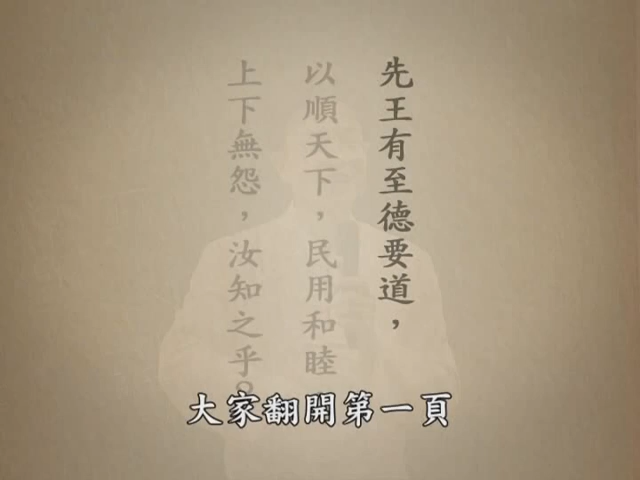 先王有至德要道，
以順天下，民用和睦
上下無怨，汝知之乎？
大家翻開第一頁